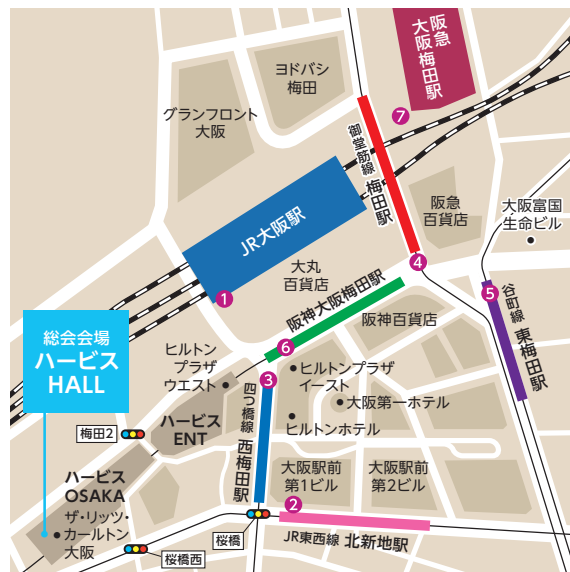 阪急
大阪梅田駅
7
ヨドバシ
梅田
グランフロント
大阪
御堂筋線 梅田駅
JR大阪駅
阪急
百貨店
大阪富国
生命ビル
4
大丸
百貨店
1
阪神大阪梅田駅
5
谷町線 東梅田駅
阪神百貨店
総会会場
ハービス
HALL
6
ヒルトン
プラザ
ウエスト
3
ヒルトンプラザ
イースト
大阪第一ホテル
ヒルトンホテル
四つ橋線 西梅田駅
ハービス
ENT
梅田2
ハービス
OSAKA
ザ・リッツ・
カールトン
大阪
大阪駅前
第1ビル
大阪駅前
第2ビル
2
桜橋
桜橋西
JR東西線 北新地駅